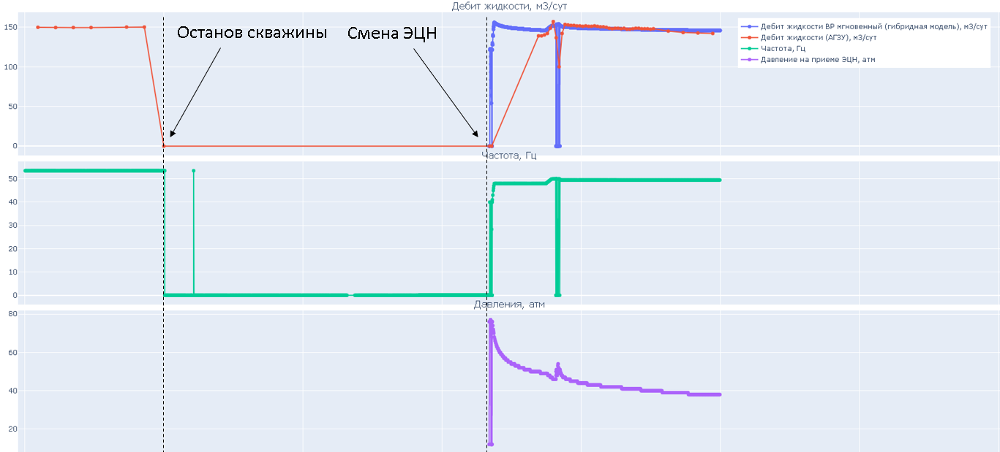 Дебит жидкости, м3/сут
Останов скважины
Смена ЭЦН
Дебит жидкости ВР мгновенный (гибридная модель), м3/сут
Дебит жидкости (АГЗУ), м3/сут
Частота, Гц
Давление на приеме ЭЦН, атм
150
100
50
0
Частота, Гц
50
40
30
20
10
0
Давления, атм
80
60
40
20